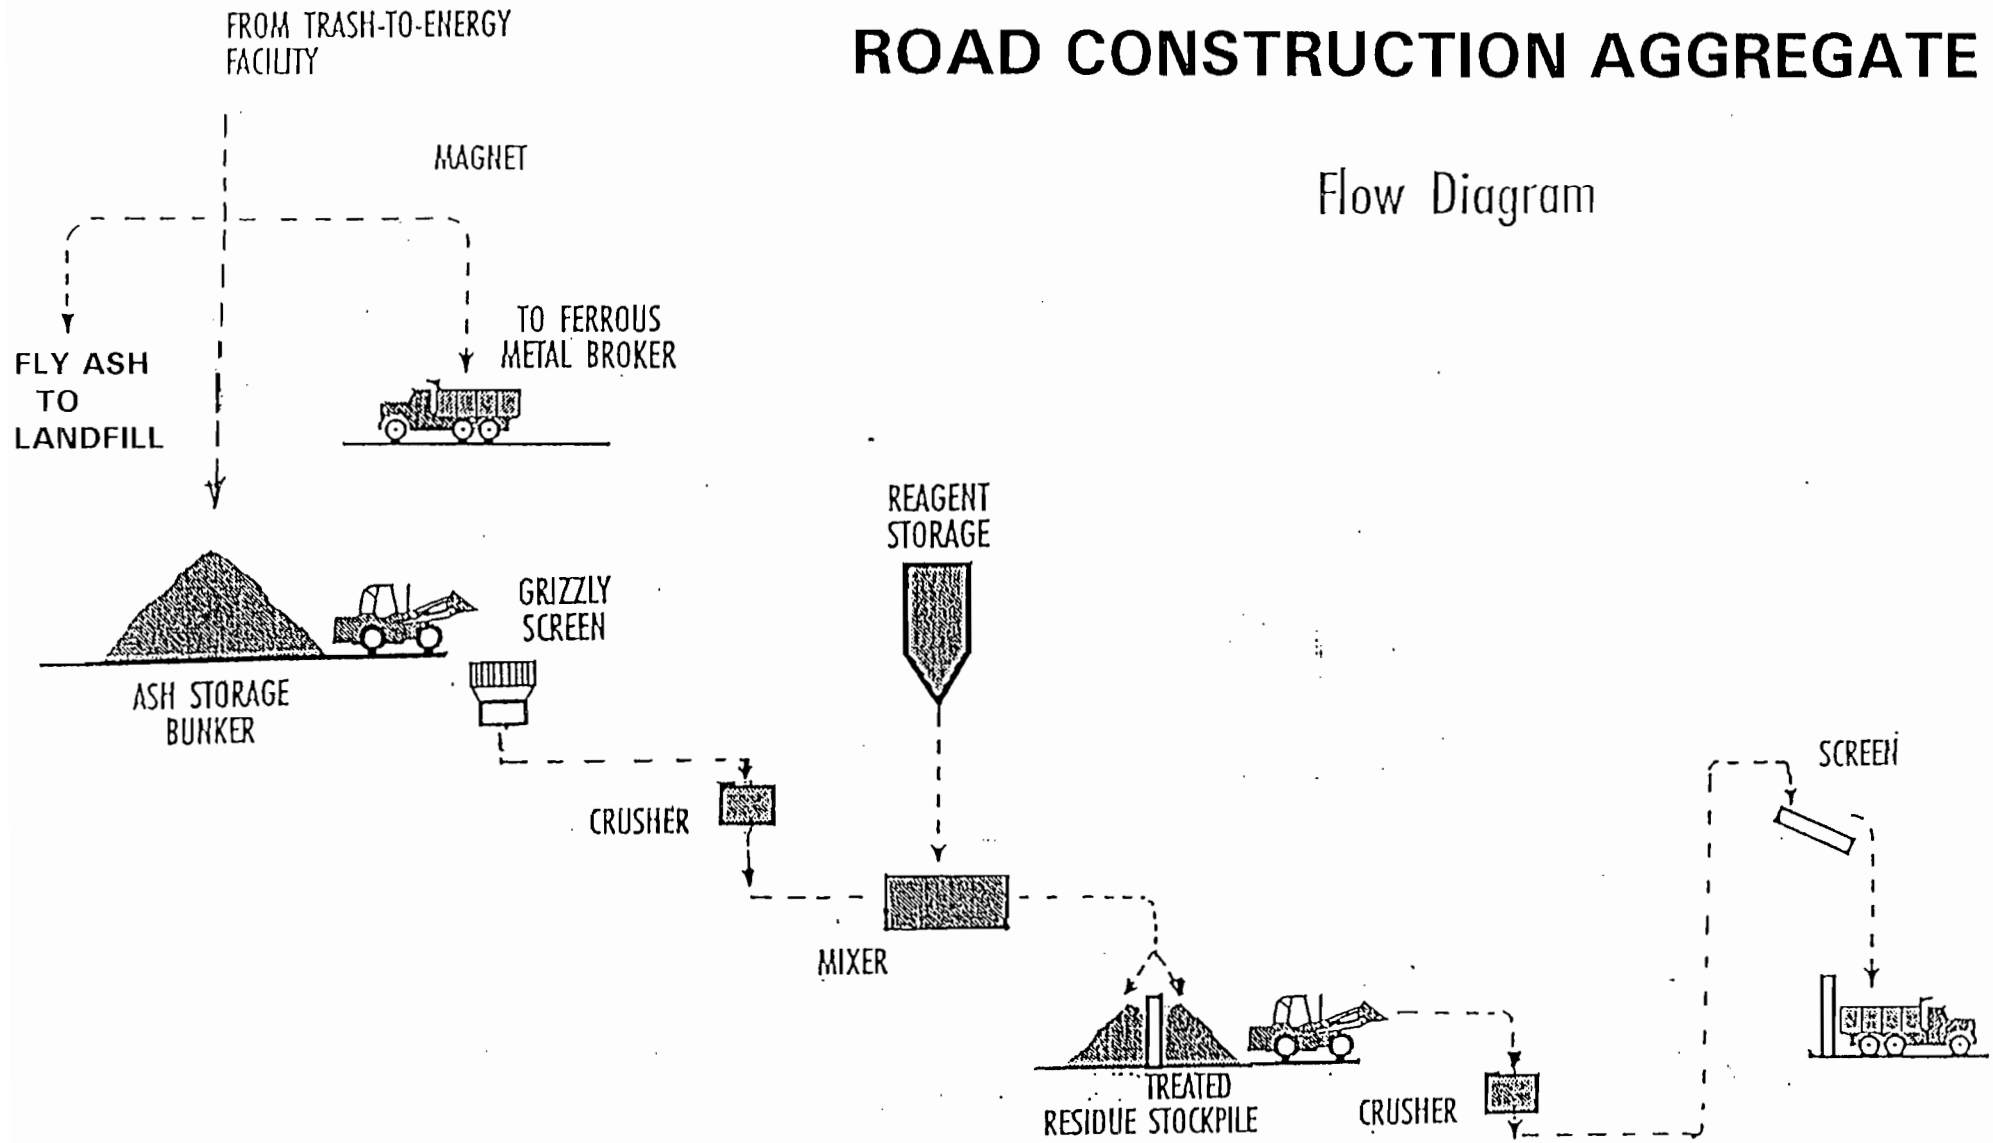 FROM TRASH-TO-ENERGY
FACILITY
ROAD CONSTRUCTION AGGREGATE
Flow Diagram
MAGNET
TO FERROUS
METAL BROKER
FLY ASH
TO
LANDFILL
REAGENT
STORAGE
GRIZZLY
SCREEN
ASH STORAGE
BUNKER
CRUSHER
MIXER
SCREEN
TREATED
RESIDUE STOCKPILE
CRUSHER